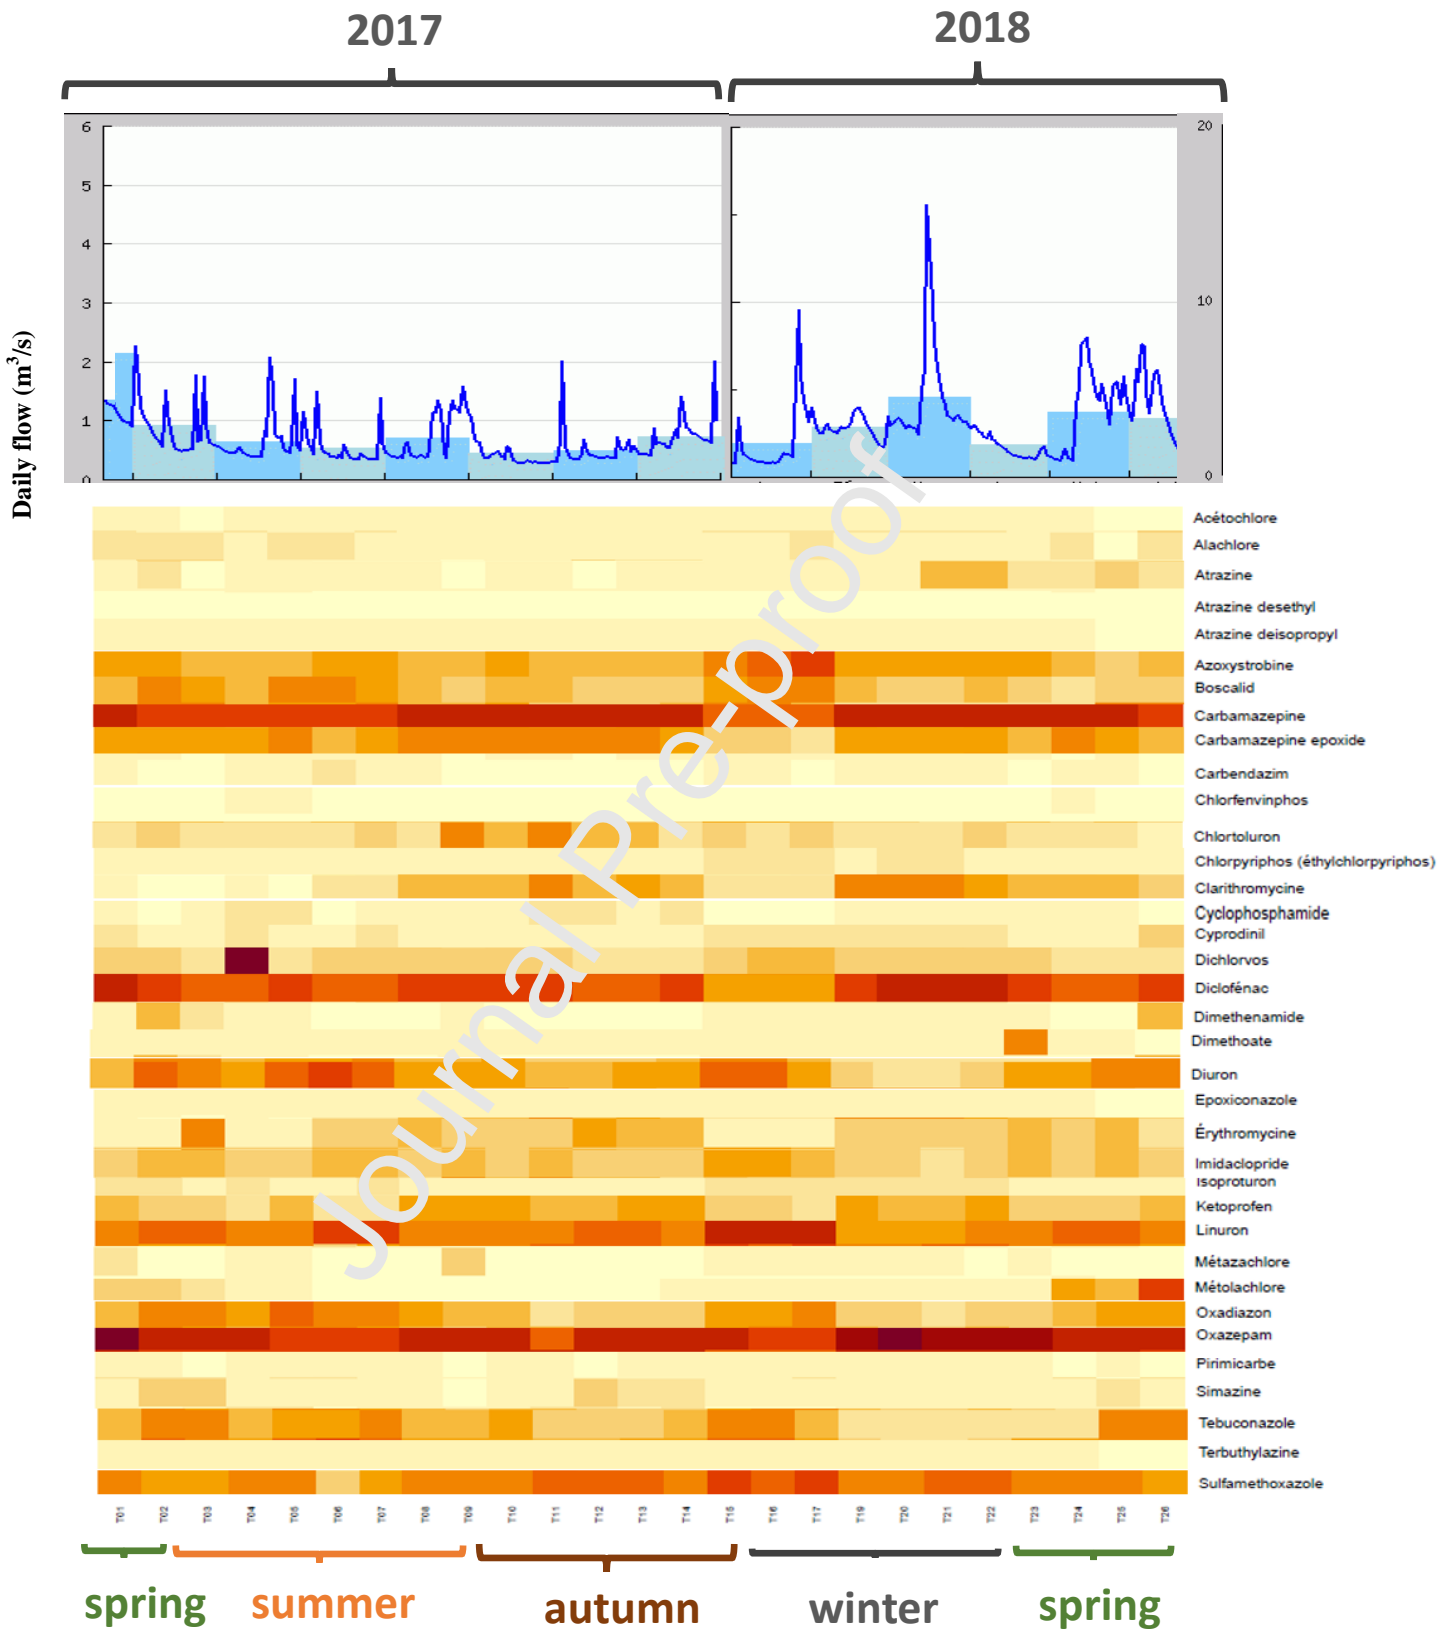 2017
2018
6
5
4
3
2
1
0
20
10
0
Daily flow (m³/s)
Acétochlore
Alachlore
Atrazine
Atrazine desethyl
Atrazine deisopropyl
Azoxystrobine
Boscalid
Carbamazepine
Carbamazepine epoxide
Carbendazim
Chlorfenvinphos
Chlortoluron
Chlorpyriphos (éthylchlorpyriphos)
Clarithromycine
Cyclophosphamide
Cyprodinil
Dichlorvos
Diclofénac
Dimethenamide
Dimethoate
Diuron
Epoxiconazole
Érythromycine
Imidaclopride
Isoproturon
Ketoprofen
Linuron
Métazachlore
Métolachlore
Oxadiazon
Oxazepam
Pirimicarbe
Simazine
Tebuconazole
Terbuthylazine
Sulfamethoxazole
Journal Pre-proof
T01 T02 T03 T04 T05 T06 T07 T08 T09 T10 T11 T12 T13 T14 T15 T16 T17 T19 T20 T21 T22 T23 T24 T25 T26
spring summer autumn winter spring